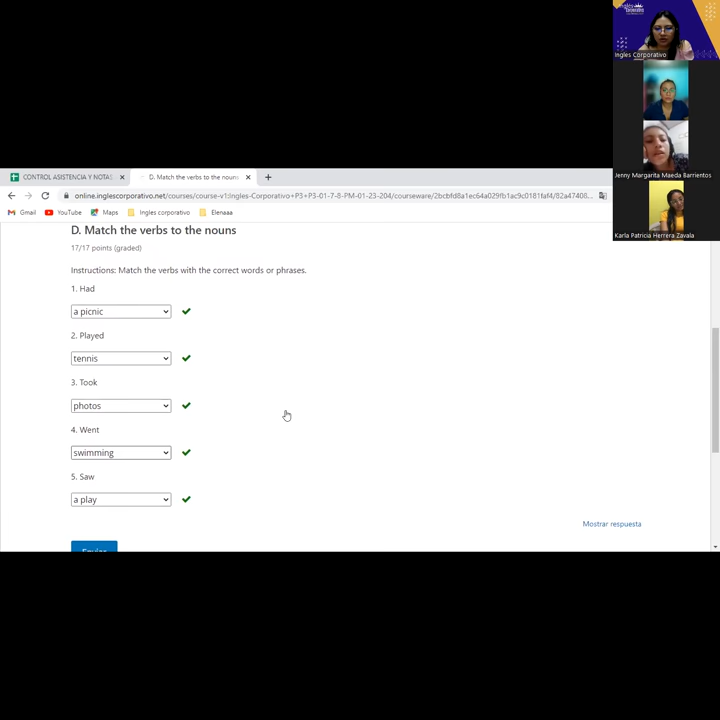 CONTROL ASISTENCIA Y NOTAS
D. Match the verbs to the nouns
online.inglescorporativo.net/courses/course-v1:Ingles-Corporativo+P3+P3-01-7-8-PM-01-23-204/courseware/2bcbfd8a1ec64a029fb1ac9c0181faf4/82a47408...
Gmail
YouTube
Maps
Ingles corporativo
Elenaaa
Ingles Corporativo
Jenny Margarita Maeda Barrientos
Karla Patricia Herrera Zavala
D. Match the verbs to the nouns
17/17 points (graded)
Instructions: Match the verbs with the correct words or phrases.
1. Had
a picnic
2. Played
tennis
3. Took
photos
4. Went
swimming
5. Saw
a play
Mostrar respuesta
Enviar